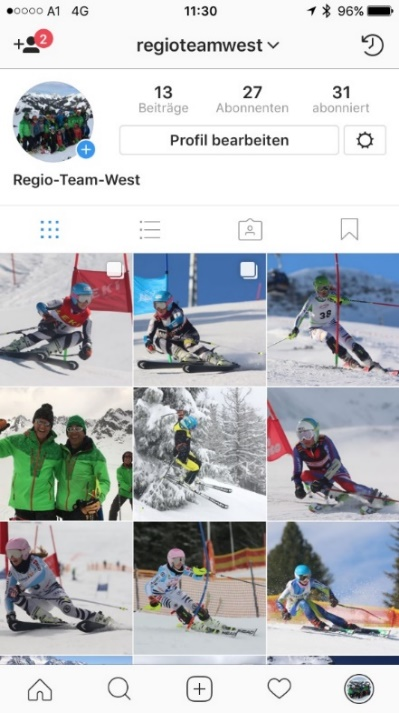 A1 4G 11:30 96%
2
regioteamwest
13 27 31
Beiträge Abonnenten abonniert
Profil bearbeiten
Regio-Team-West
38